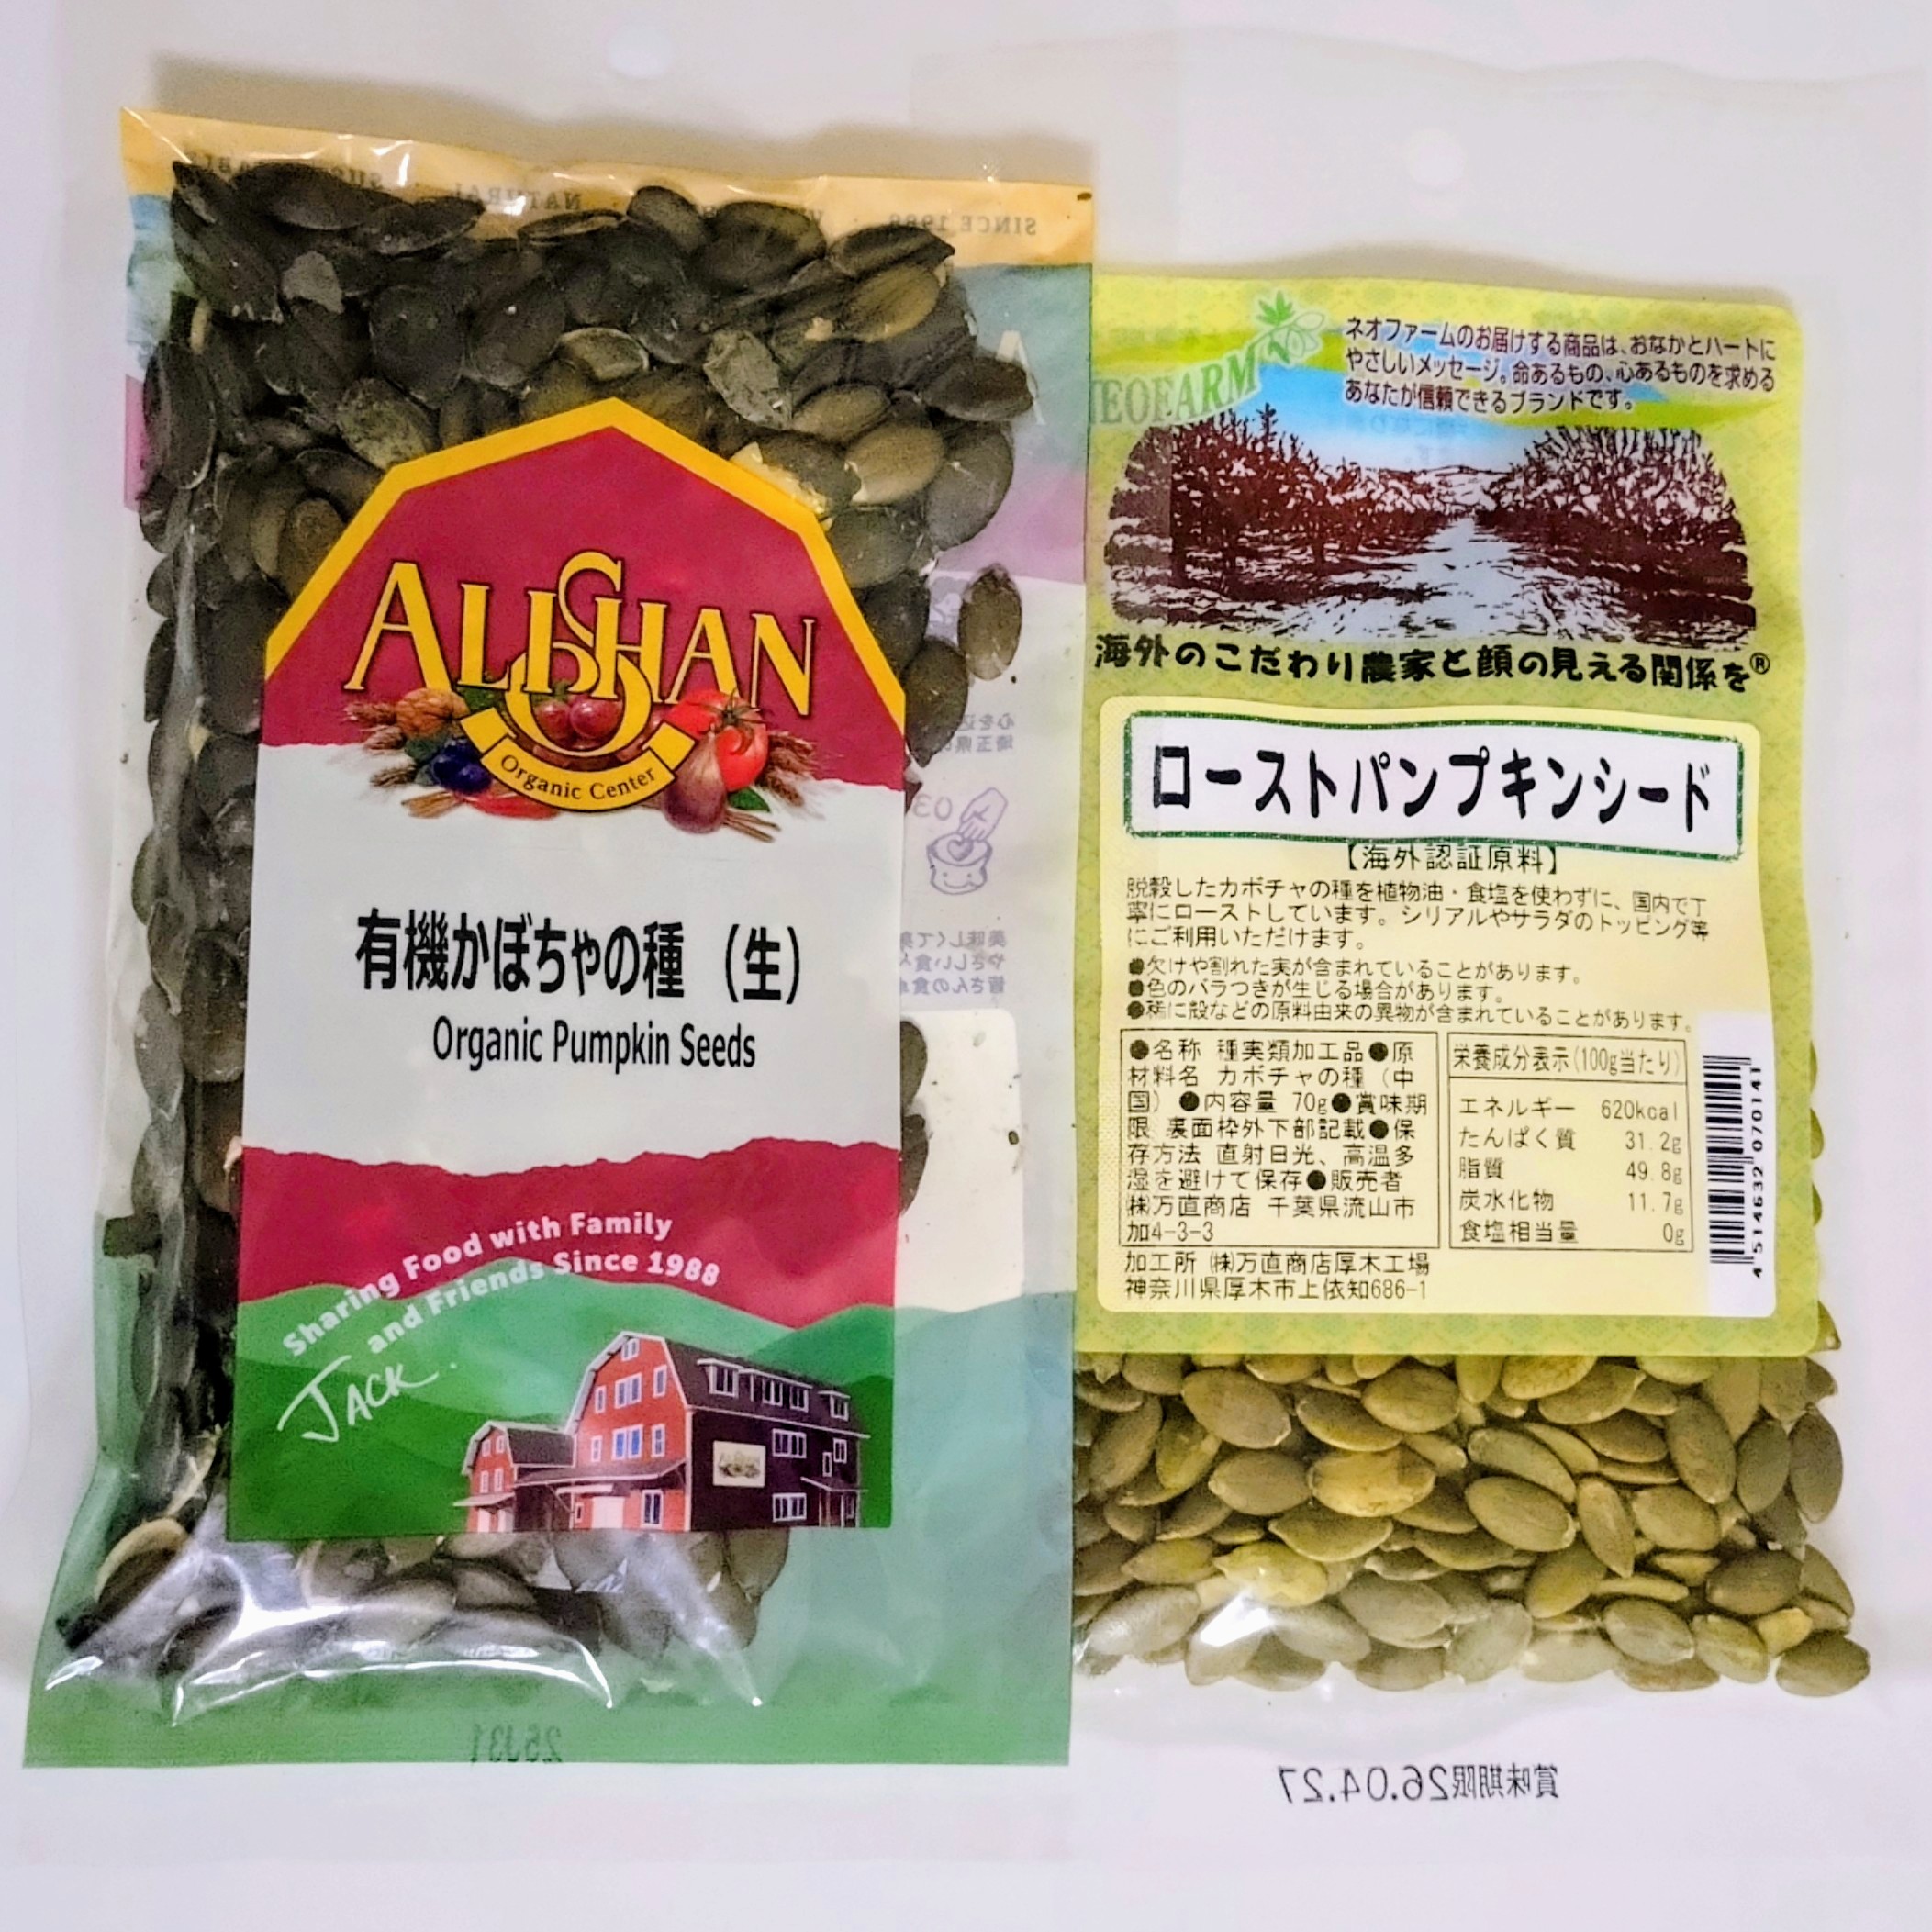 SINCE 1988
NATURAL
ALISHAN
Organic Center
有機かぼちゃの種 (生)
Organic Pumpkin Seeds
Sharing Food with Family
and Friends Since 1988
JACK
25J31
NEOFARM
ネオファームのお届けする商品は、おなかとハートに
やさしいメッセージ。命あるもの、心あるものを求める
あなたが信頼できるブランドです。
海外のこだわり農家と顔の見える関係を®
ローストパンプキンシード
【海外認証原料】
脱穀したカボチャの種を植物油・食塩を使わずに、国内で丁
寧にローストしています。シリアルやサラダのトッピング等
にご利用いただけます。
●欠けや割れた実が含まれていることがあります。
●色のバラつきが生じる場合があります。
●稀に殻などの原料由来の異物が含まれていることがあります。
●名称 種実類加工品●原
材料名 カボチャの種（中
国）●内容量 70g●賞味期
限 裏面枠外下部記載●保
存方法 直射日光、高温多
湿を避けて保存●販売者
㈱万直商店 千葉県流山市
加4-3-3
栄養成分表示(100g当たり)
エネルギー 620kcal
たんぱく質 31.2g
脂質 49.8g
炭水化物 11.7g
食塩相当量 0g
加工所 ㈱万直商店厚木工場
神奈川県厚木市上依知686-1
4 514632 070141
賞味期限26.04.27